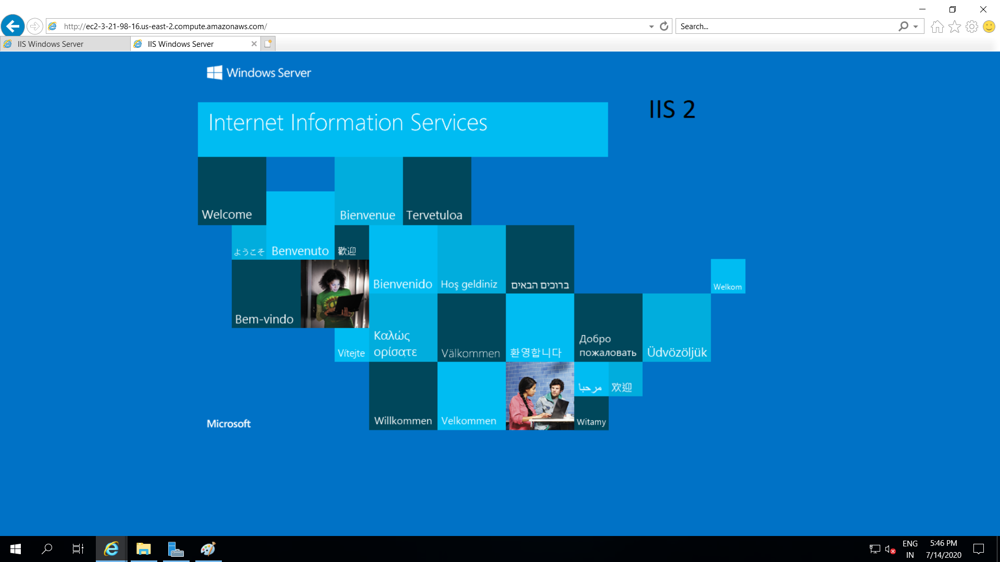 http://ec2-3-21-98-16.us-east-2.compute.amazonaws.com/
Search...
IIS Windows Server
IIS Windows Server
Windows Server
IIS 2
Internet Information Services
Welcome
Bienvenue
Tervetuloa
ようこそ
Benvenuto
歡迎
Bienvenido
Hoş geldiniz
ברוכים הבאים
Welkom
Bem-vindo
Καλώς
ορίσατε
Vítejte
Välkommen
환영합니다
Добро
пожаловать
Üdvözöljük
مرحبا
欢迎
Willkommen
Velkommen
Witamy
Microsoft
ENG
IN
5:46 PM
7/14/2020